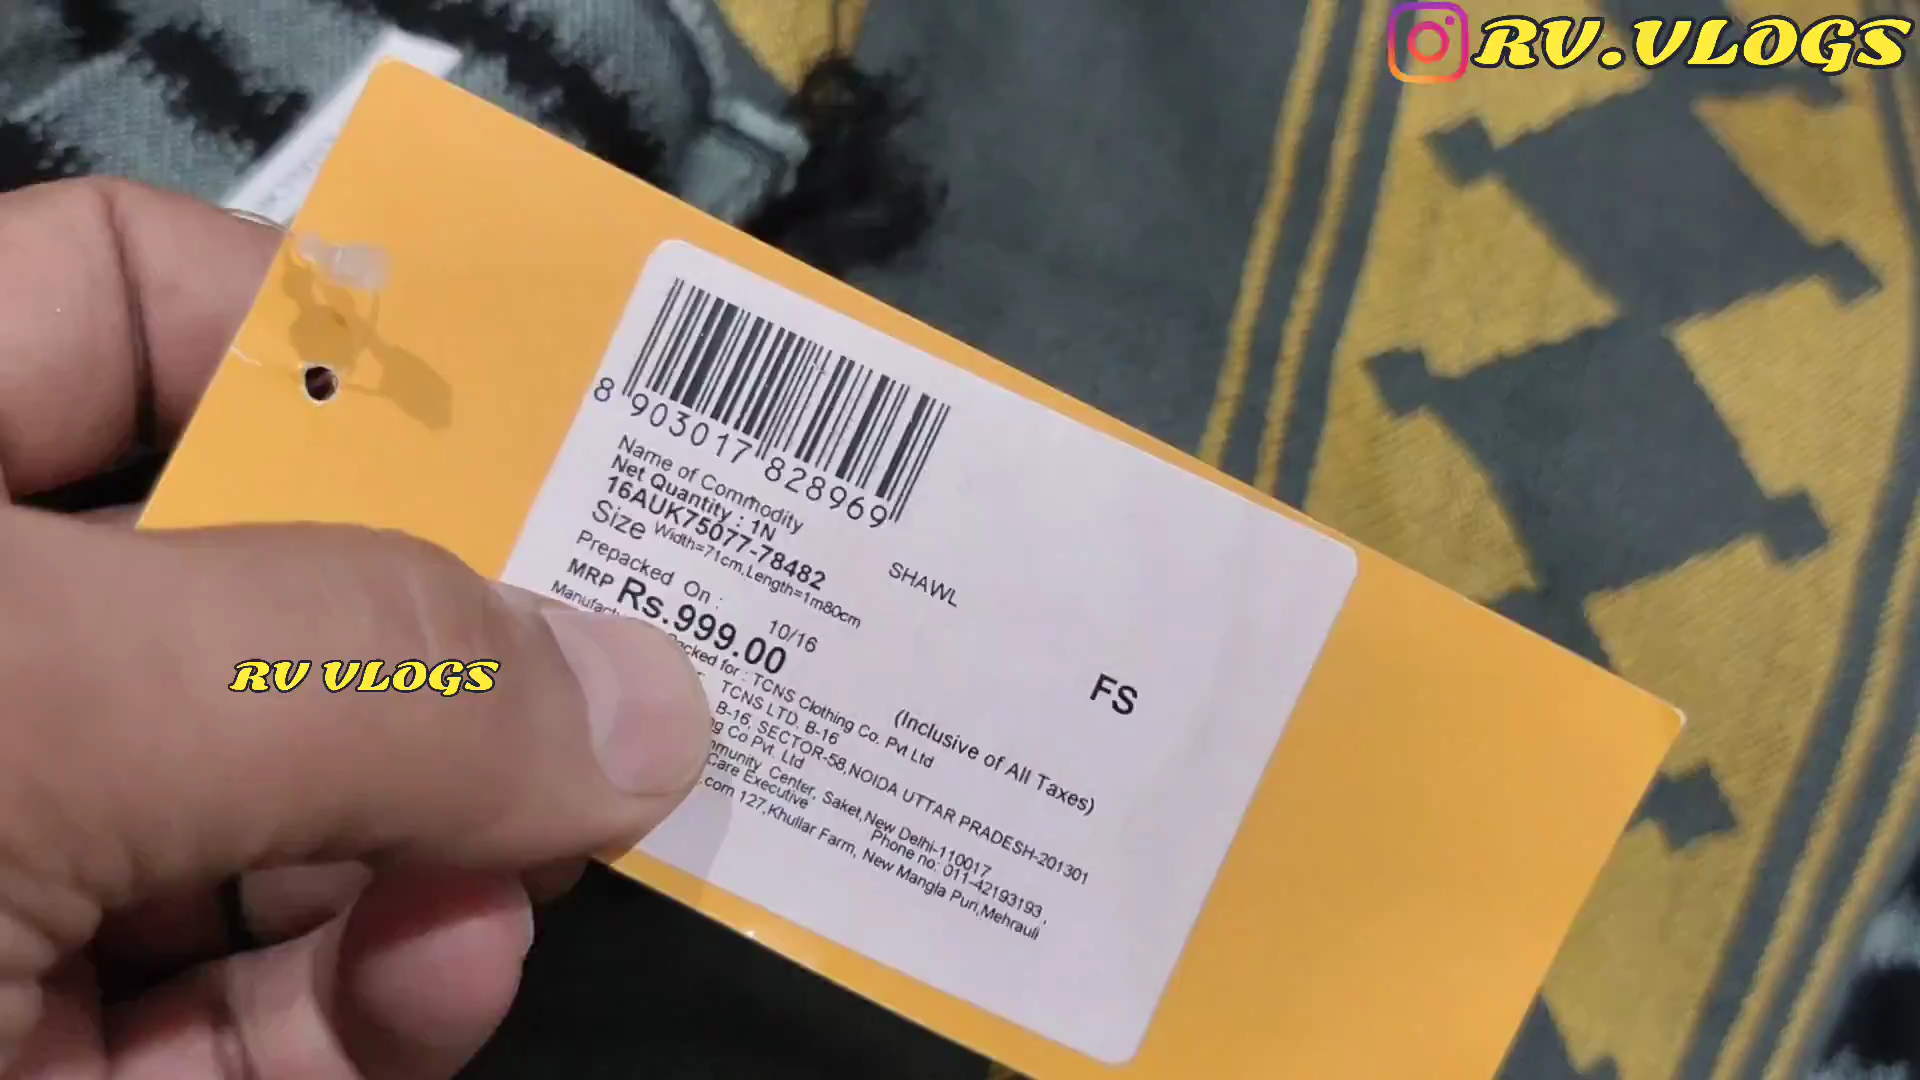 RV.VLOGS
8 903017 828969
Name of Commodity SHAWL
Net Quantity : 1N
16AUK75077-78482
Size Width=71cm,Length=1m80cm
Prepacked On : 10/16
MRP Rs.999.00 (Inclusive of All Taxes)
FS
cked for : TCNS Clothing Co. Pvt Ltd
TCNS LTD. B-16
B-16, SECTOR-58,NOIDA UTTAR PRADESH-201301
Co Pvt. Ltd
Center, Saket,New Delhi-110017
Care Executive Phone no: 011-42193193,
.com 127,Khullar Farm, New Mangla Puri,Mehrauli
RV VLOGS